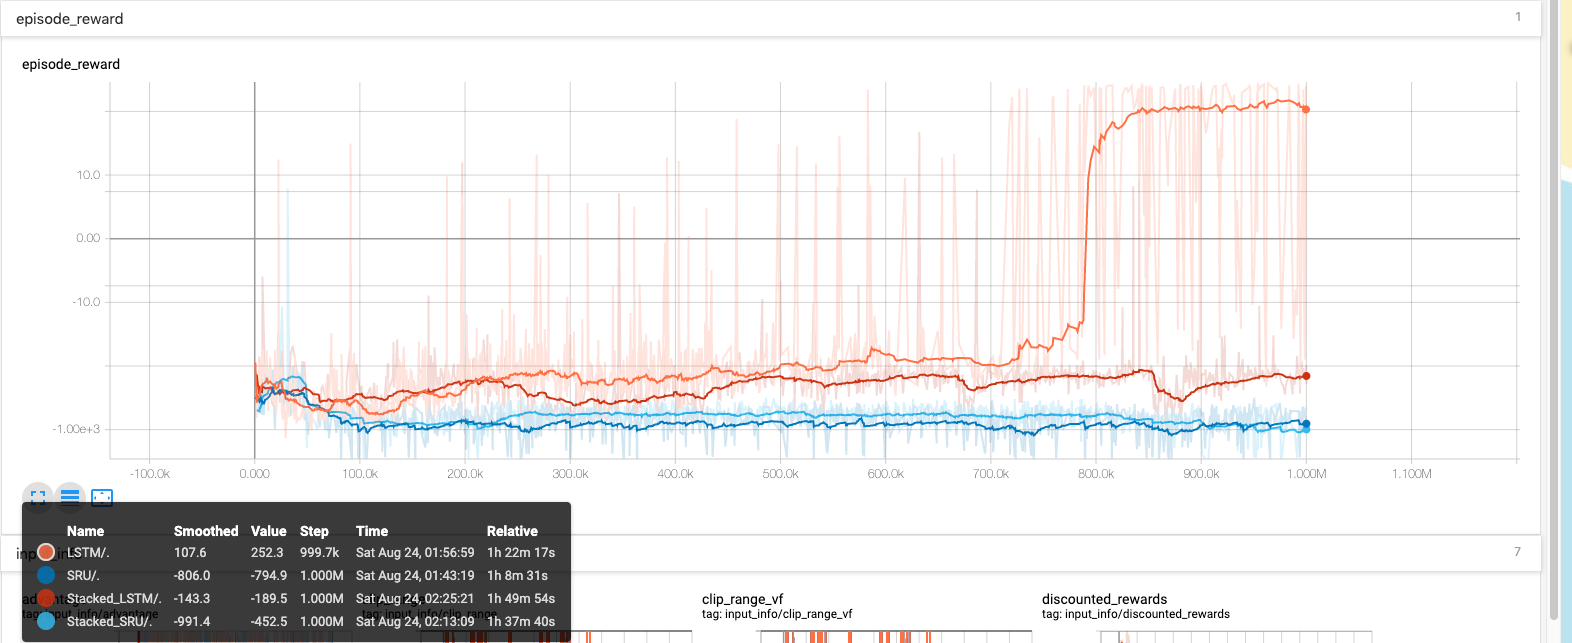 episode_reward 1
episode_reward
10.0
0.00
-10.0
-1.00e+3
-100.0k 0.000 100.0k 200.0k 300.0k 400.0k 500.0k 600.0k 700.0k 800.0k 900.0k 1.000M 1.100M
Name Smoothed Value Step Time Relative
LSTM/. 107.6 252.3 999.7k Sat Aug 24, 01:56:59 1h 22m 17s
SRU/. -806.0 -794.9 1.000M Sat Aug 24, 01:43:19 1h 8m 31s
Stacked_LSTM/. -143.3 -189.5 1.000M Sat Aug 24, 02:25:21 1h 49m 54s
Stacked_SRU/. -991.4 -452.5 1.000M Sat Aug 24, 02:13:09 1h 37m 40s
7
tag: input_info/advantage
tag: input_info/clip_range
clip_range_vf
tag: input_info/clip_range_vf
discounted_rewards
tag: input_info/discounted_rewards